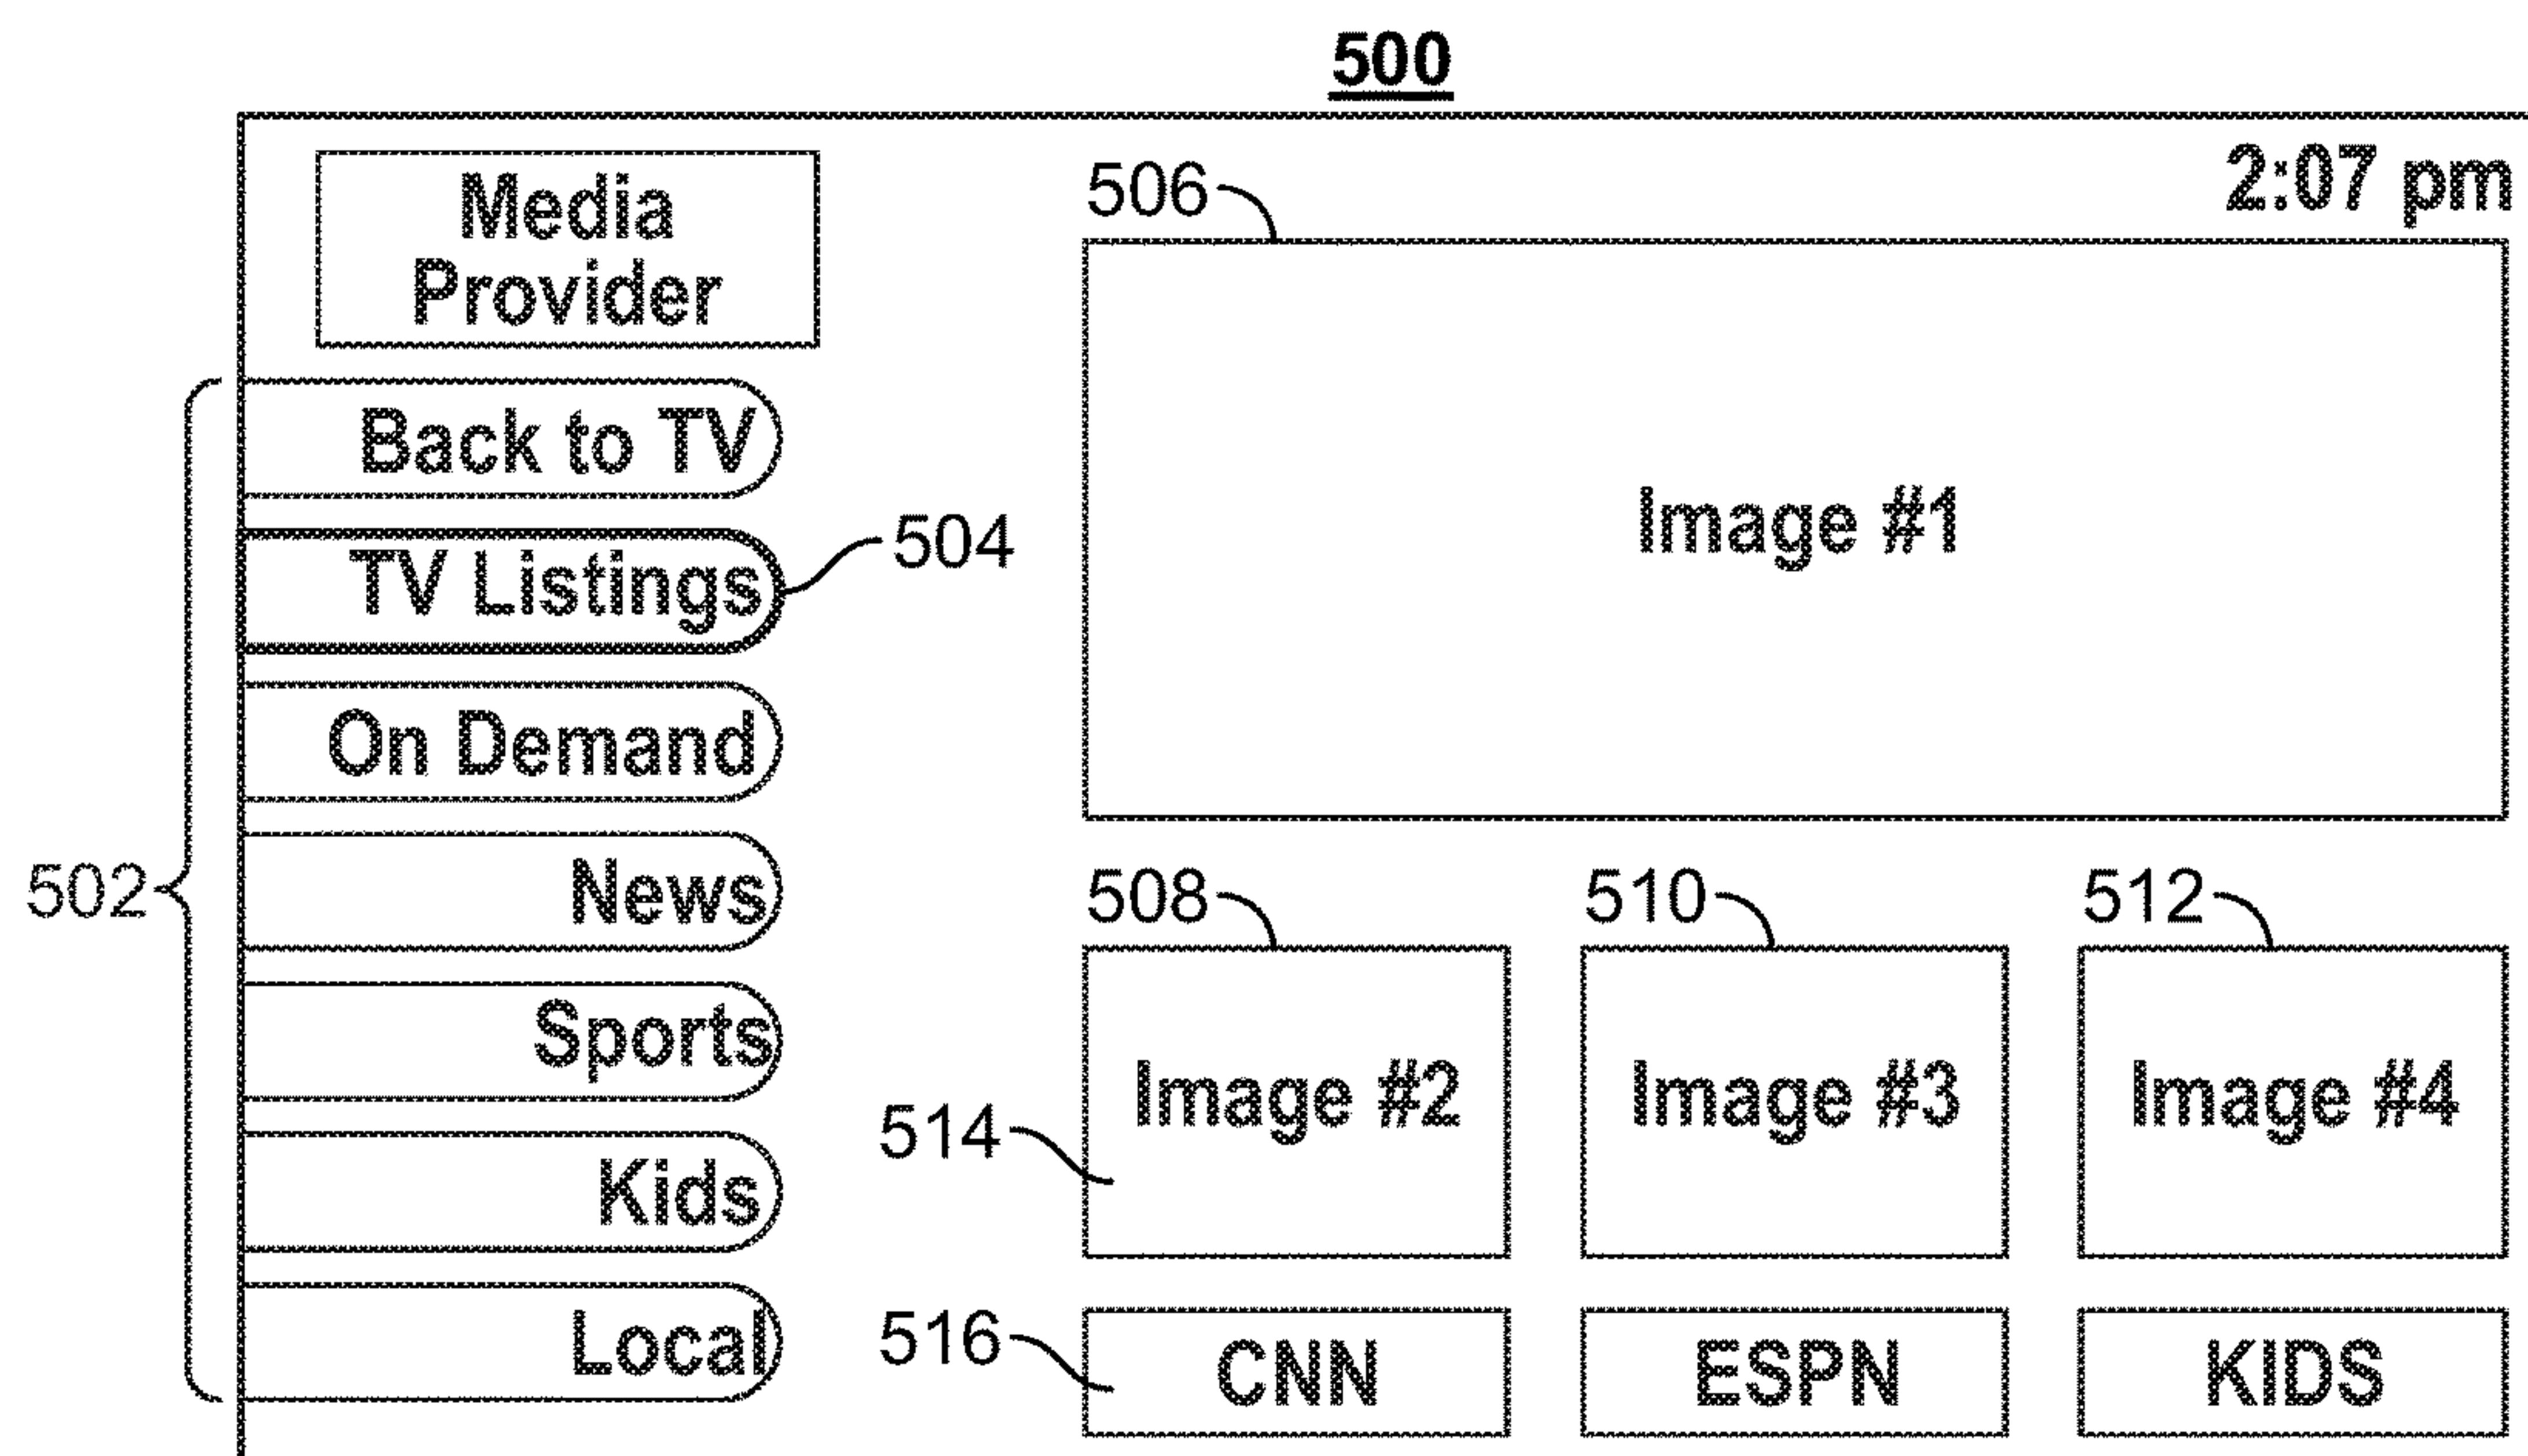 500
Media
Provider
2:07 pm
506
Image #1
Back to TV
TV Listings
504
On Demand
News
Sports
Kids
Local
502
508
510
512
Image #2
Image #3
Image #4
514
516
CNN
ESPN
KIDS